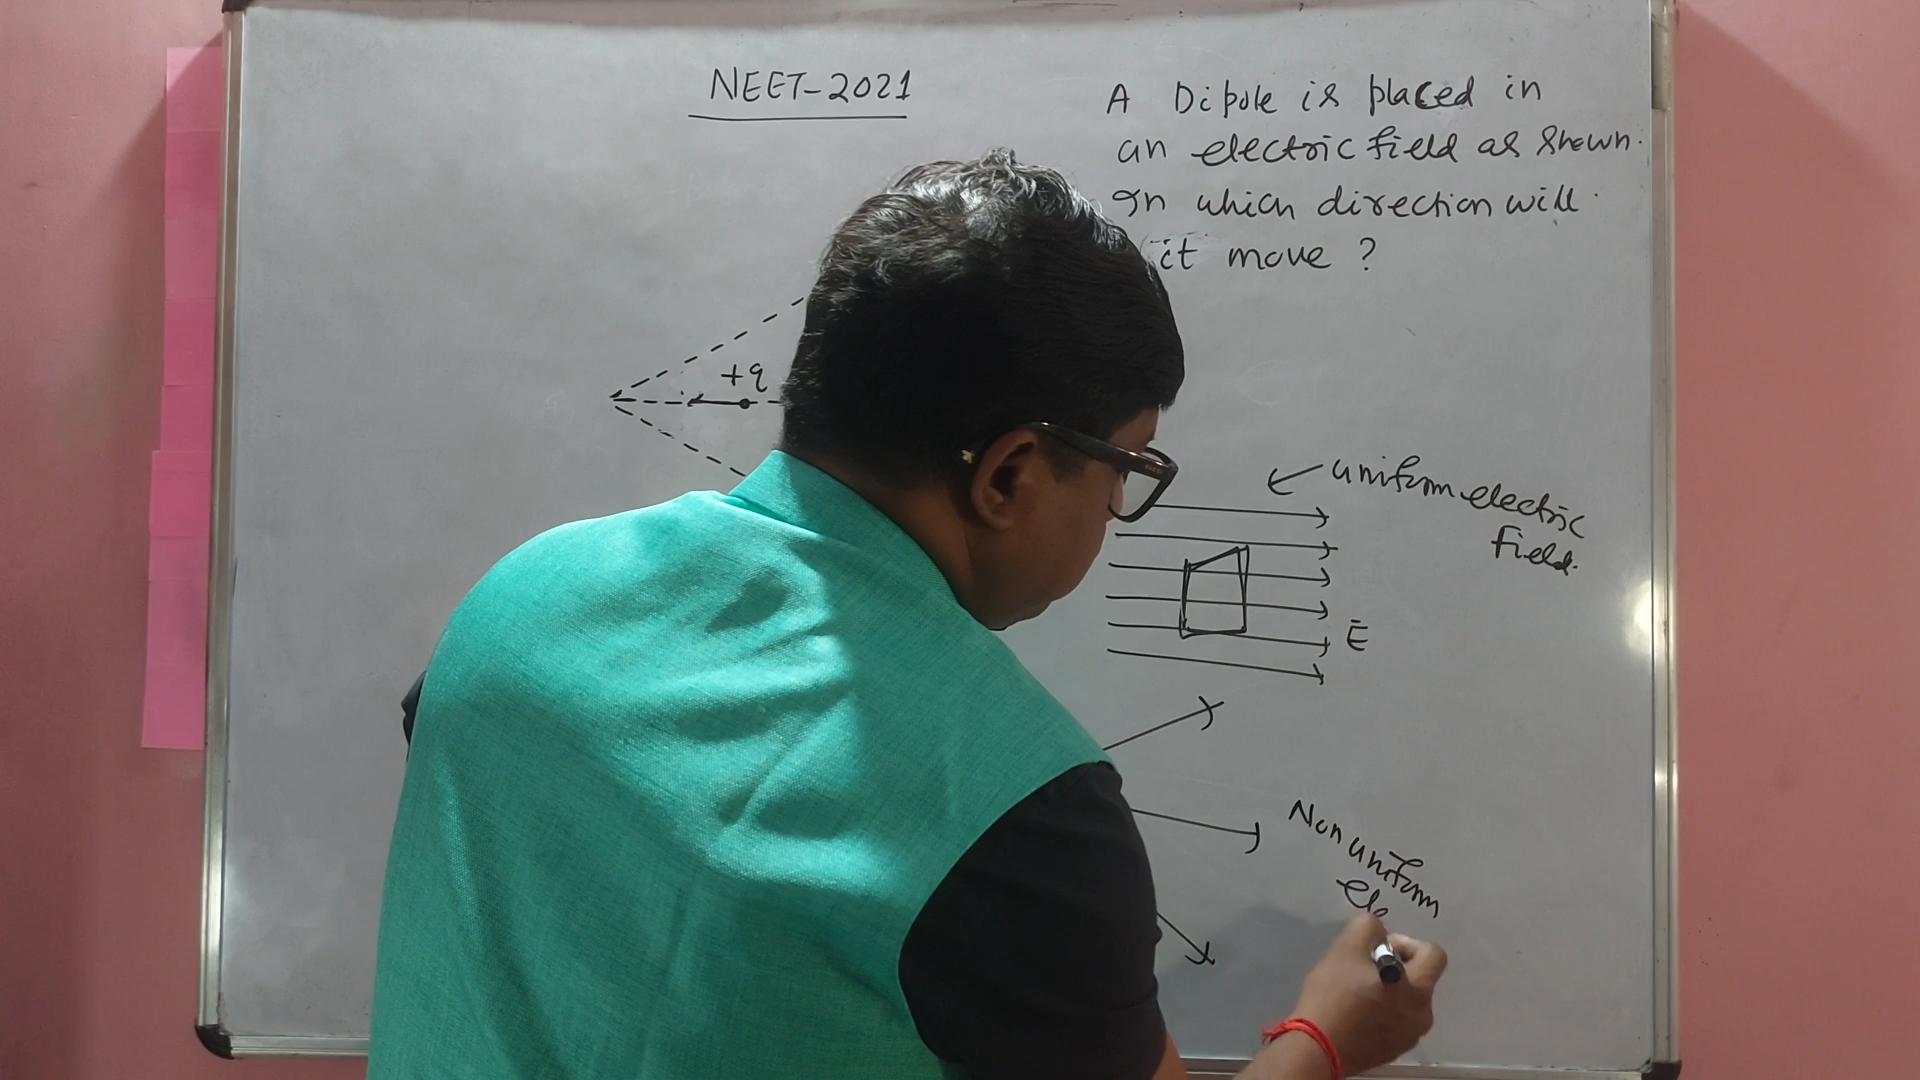 NEET-2021
A Dipole is placed in
an electric field as shown.
In which direction will
it move ?
+q
uniform electric
field.
E
Non uniform
ele